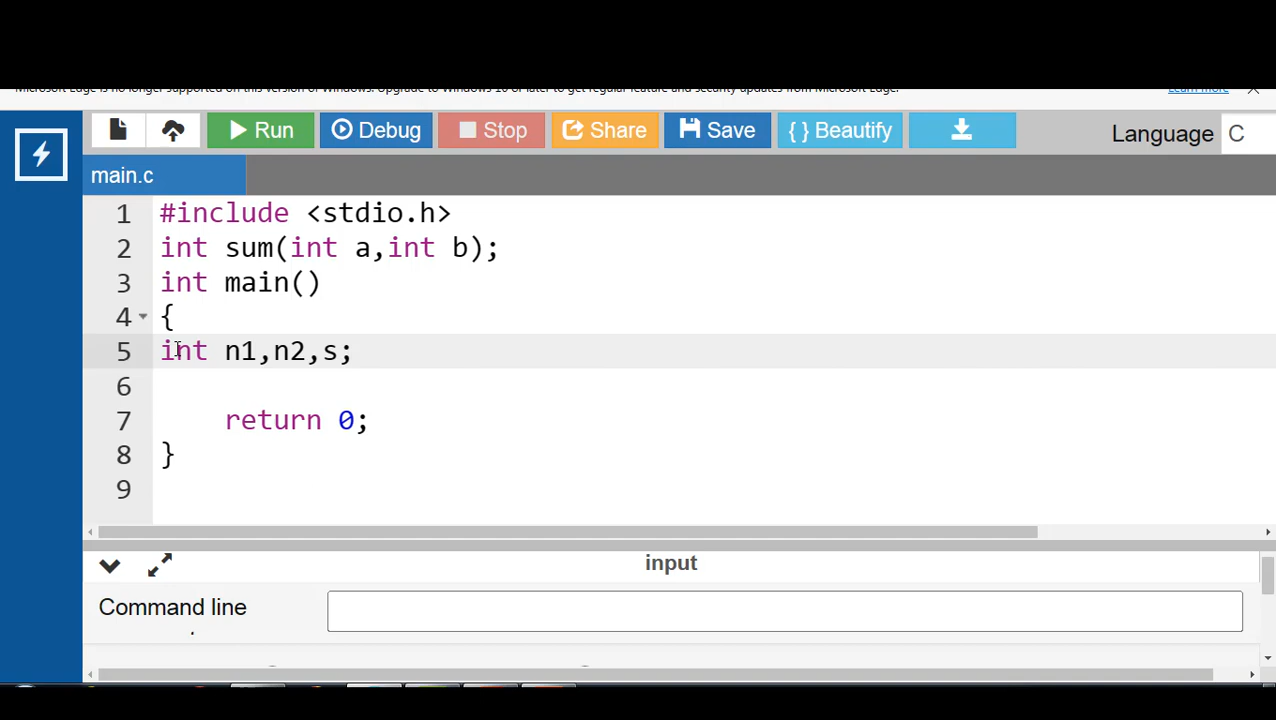 Microsoft Edge is no longer supported on this version of Windows. Upgrade to Windows 10 or later to get regular feature and security updates from Microsoft Edge. Learn more
Run Debug Stop Share Save { } Beautify Language C
main.c
1 #include <stdio.h>
2 int sum(int a,int b);
3 int main()
4 {
5 int n1,n2,s;
6
7 return 0;
8 }
9
input
Command line